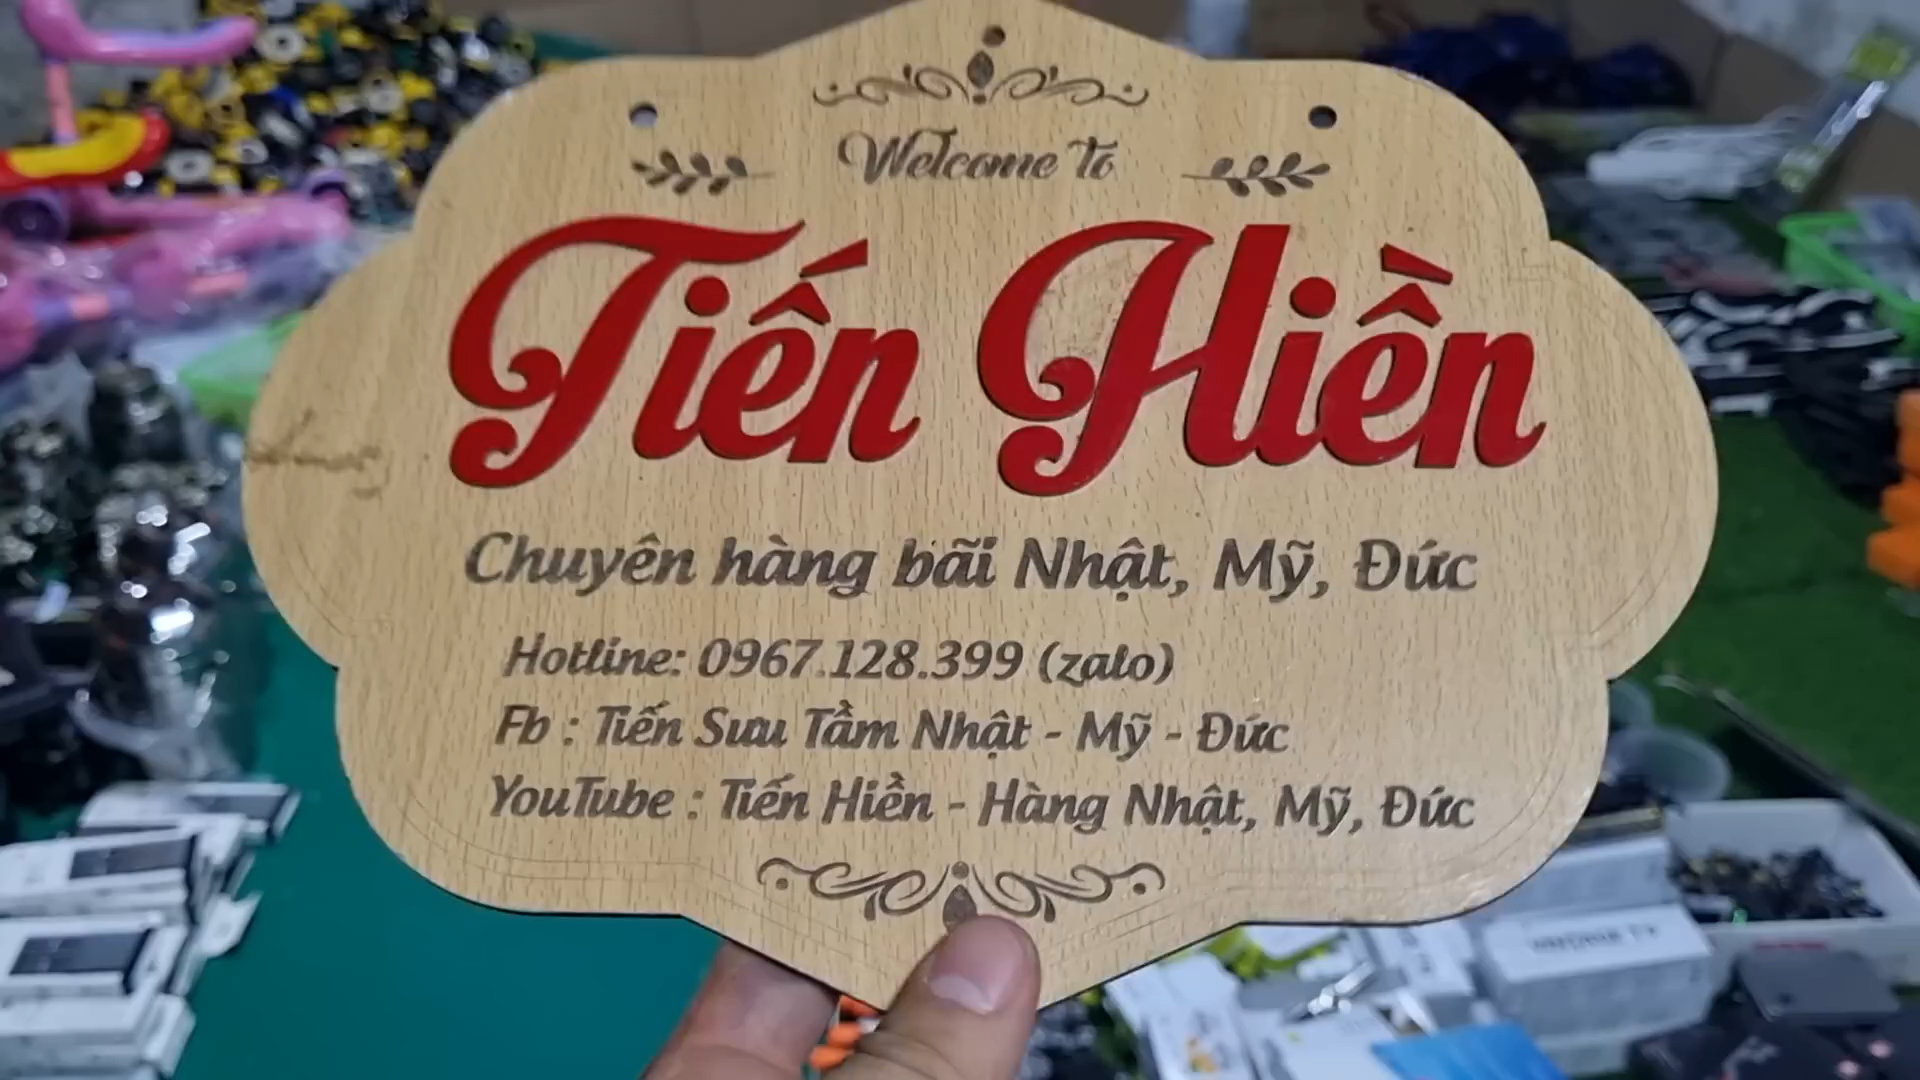 Welcome to
Tiến Hiền
Chuyên hàng bãi Nhật, Mỹ, Đức
Hotline: 0967.128.399 (zalo)
Fb : Tiến Sưu Tầm Nhật - Mỹ - Đức
YouTube : Tiến Hiền - Hàng Nhật, Mỹ, Đức